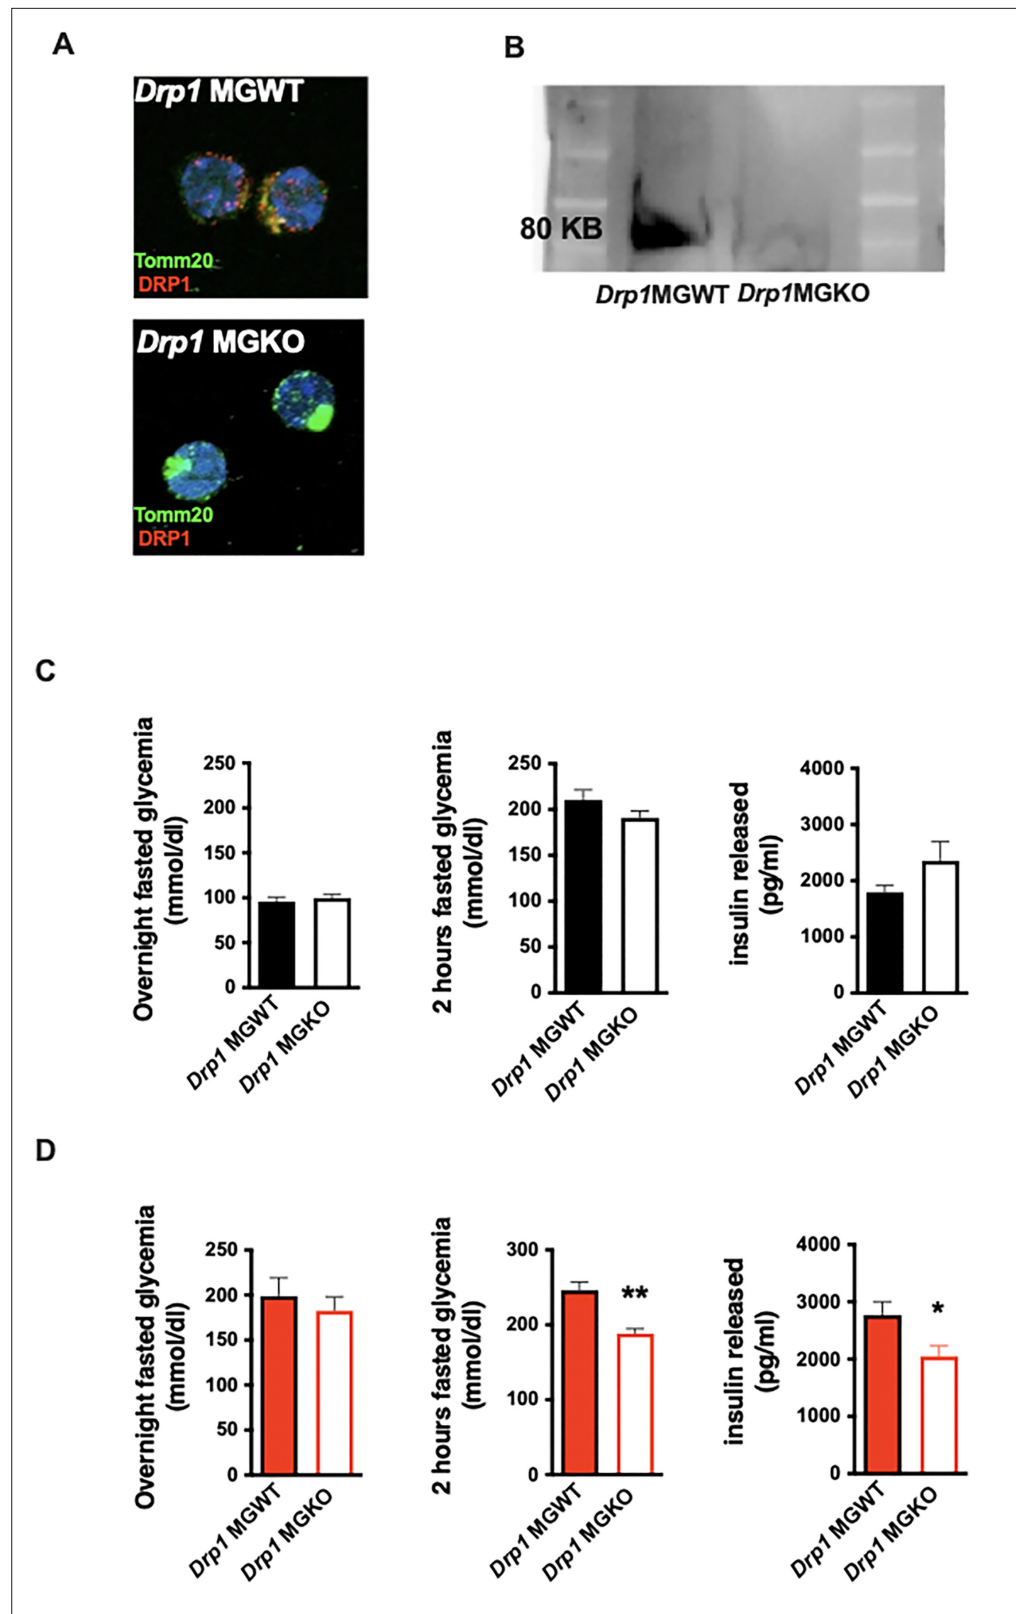 A
B
Drp1 MGWT
Tomm20
DRP1
80 KB
Drp1MGWT Drp1MGKO
Drp1 MGKO
Tomm20
DRP1
C
Overnight fasted glycemia
(mmol/dl)
250
200
150
100
50
0
Drp1 MGWT
Drp1 MGKO
2 hours fasted glycemia
(mmol/dl)
250
200
150
100
50
0
Drp1 MGWT
Drp1 MGKO
insulin released
(pg/ml)
4000
3000
2000
1000
0
Drp1 MGWT
Drp1 MGKO
D
Overnight fasted glycemia
(mmol/dl)
250
200
150
100
50
0
Drp1 MGWT
Drp1 MGKO
2 hours fasted glycemia
(mmol/dl)
300
200
100
0
**
Drp1 MGWT
Drp1 MGKO
insulin released
(pg/ml)
4000
3000
2000
1000
0
*
Drp1 MGWT
Drp1 MGKO